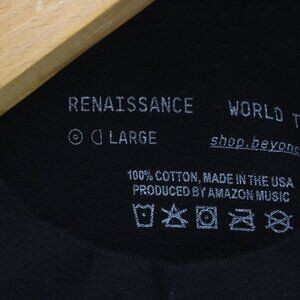 RENAISSANCE WORLD T
LARGE
shop.beyonc
100% COTTON, MADE IN THE USA
PRODUCED BY AMAZON MUSIC